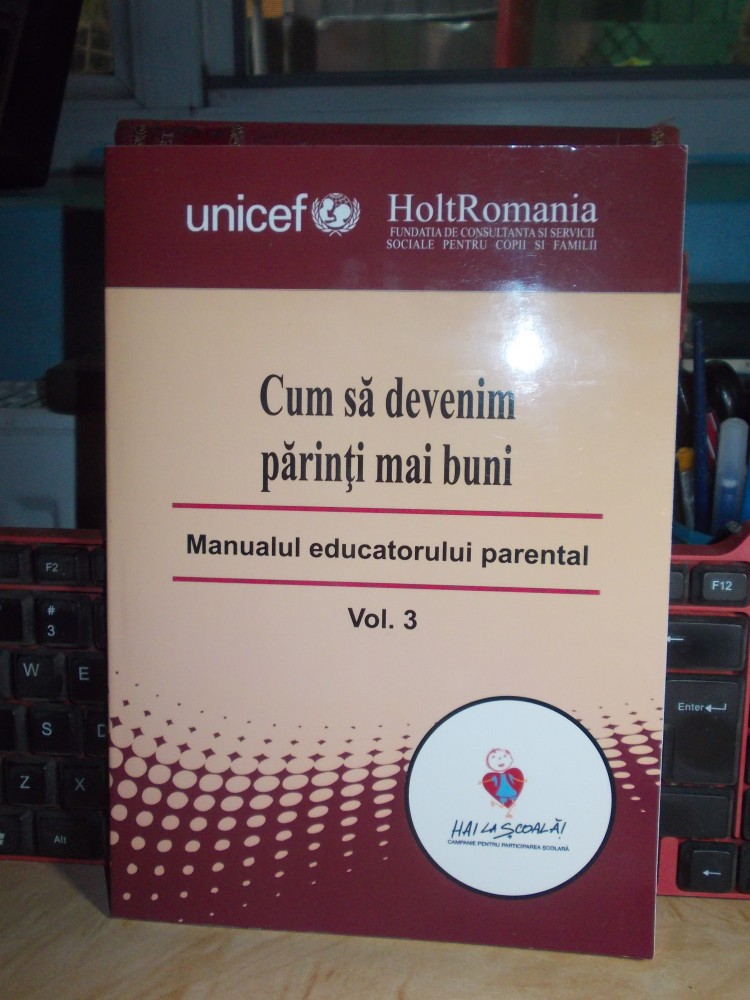 unicef
HoltRomania
FUNDATIA DE CONSULTANTA SI SERVICII
SOCIALE PENTRU COPII SI FAMILII
Cum să devenim
părinţi mai buni
Manualul educatorului parental
Vol. 3
HAI LA ŞCOALĂ!
CAMPANIE PENTRU PARTICIPAREA ŞCOLARĂ
F2
#
3
W E
S D
Z X
Alt
F12
Enter